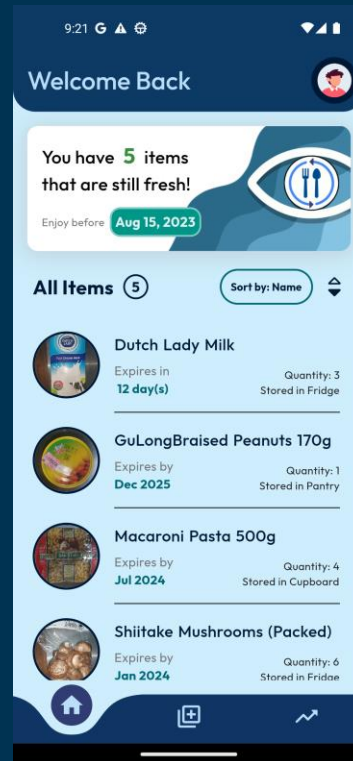 9:21 G
Welcome Back
You have 5 items
that are still fresh!
Enjoy before Aug 15, 2023
All Items 5
Sort by: Name
Dutch Lady Milk
Expires in
12 day(s)
Quantity: 3
Stored in Fridge
GuLongBraised Peanuts 170g
Expires by
Dec 2025
Quantity: 1
Stored in Pantry
Macaroni Pasta 500g
Expires by
Jul 2024
Quantity: 4
Stored in Cupboard
Shiitake Mushrooms (Packed)
Expires by
Jan 2024
Quantity: 6
Stored in Fridge